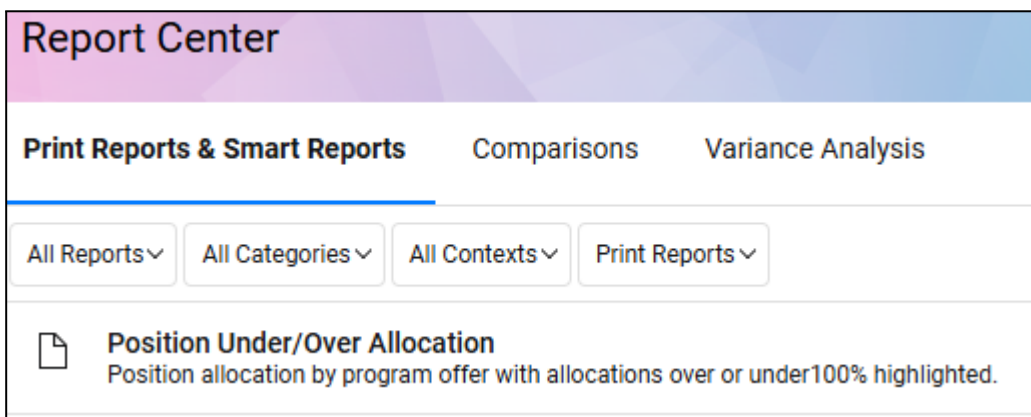 Report Center
Print Reports & Smart Reports Comparisons Variance Analysis
All Reports All Categories All Contexts Print Reports
Position Under/Over Allocation
Position allocation by program offer with allocations over or under100% highlighted.